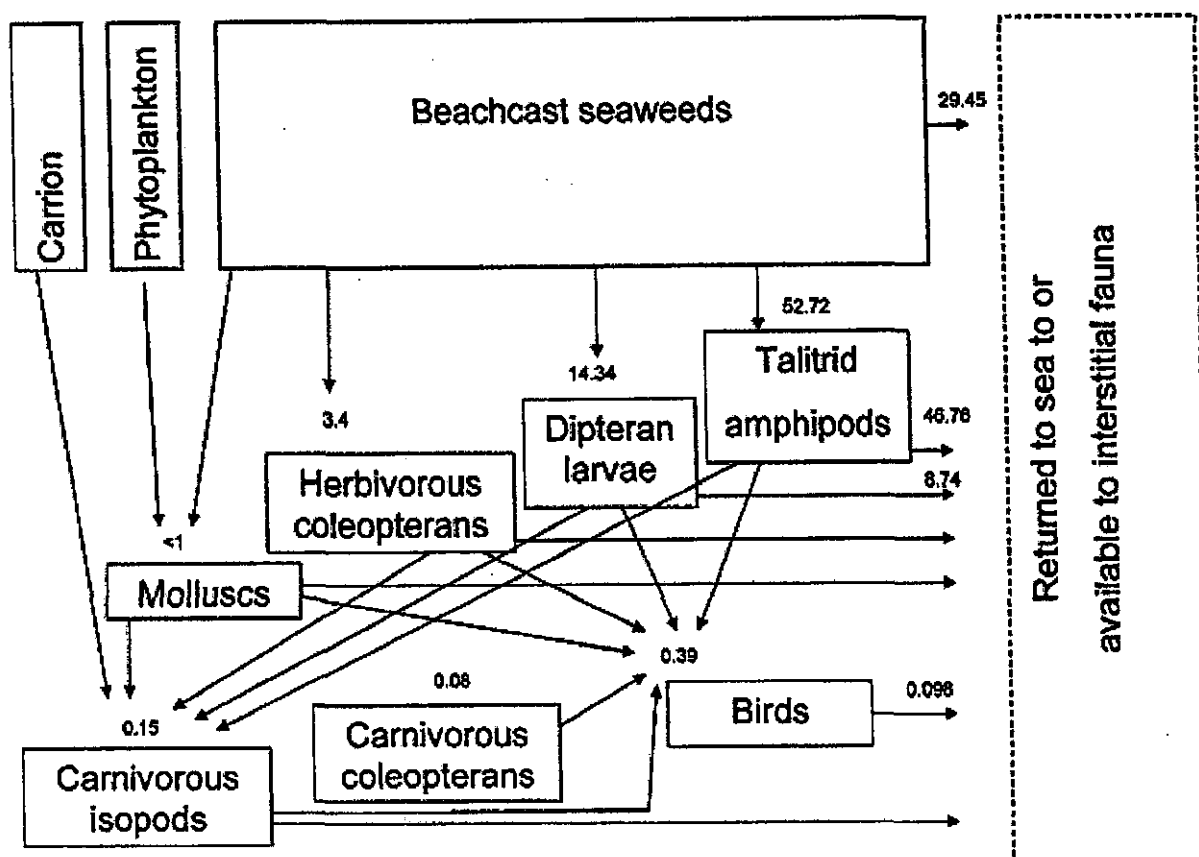 Carrion
Phytoplankton
Beachcast seaweeds
29.45
52.72
Talitrid
amphipods
46.76
14.34
Dipteran
larvae
8.74
3.4
Herbivorous
coleopterans
<1
Molluscs
0.39
0.08
Birds
0.098
0.15
Carnivorous
coleopterans
Carnivorous
isopods
Returned to sea to or
available to interstitial fauna